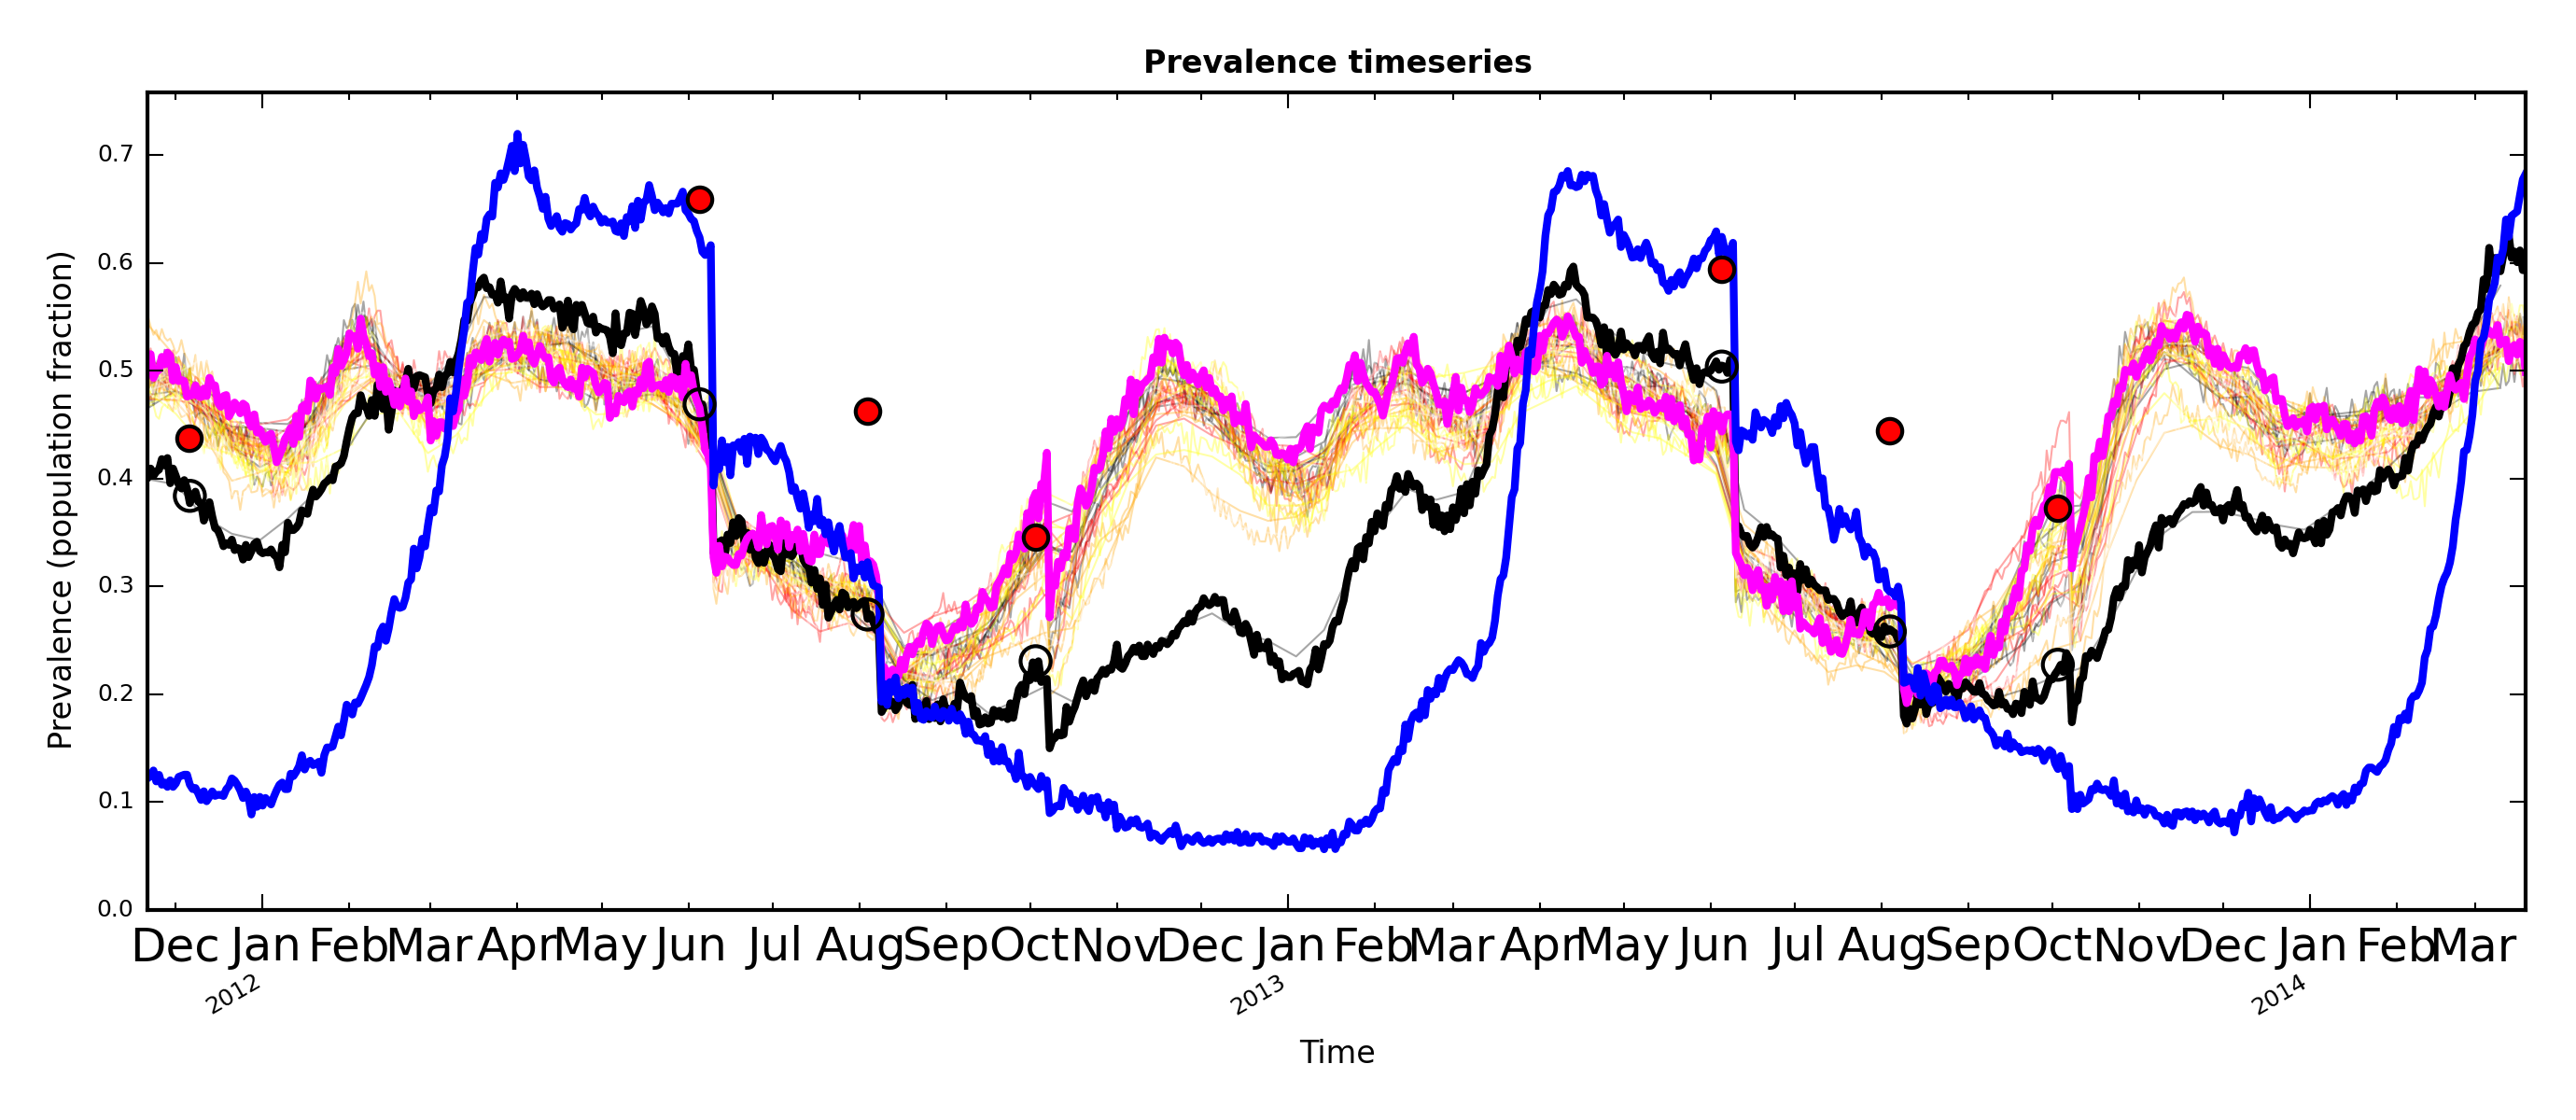 Prevalence timeseries
Prevalence (population fraction)
0.7
0.6
0.5
0.4
0.3
0.2
0.1
0.0
Dec Jan Feb Mar Apr May Jun Jul Aug Sep Oct Nov Dec Jan Feb Mar Apr May Jun Jul Aug Sep Oct Nov Dec Jan Feb Mar
2012 2013 2014
Time